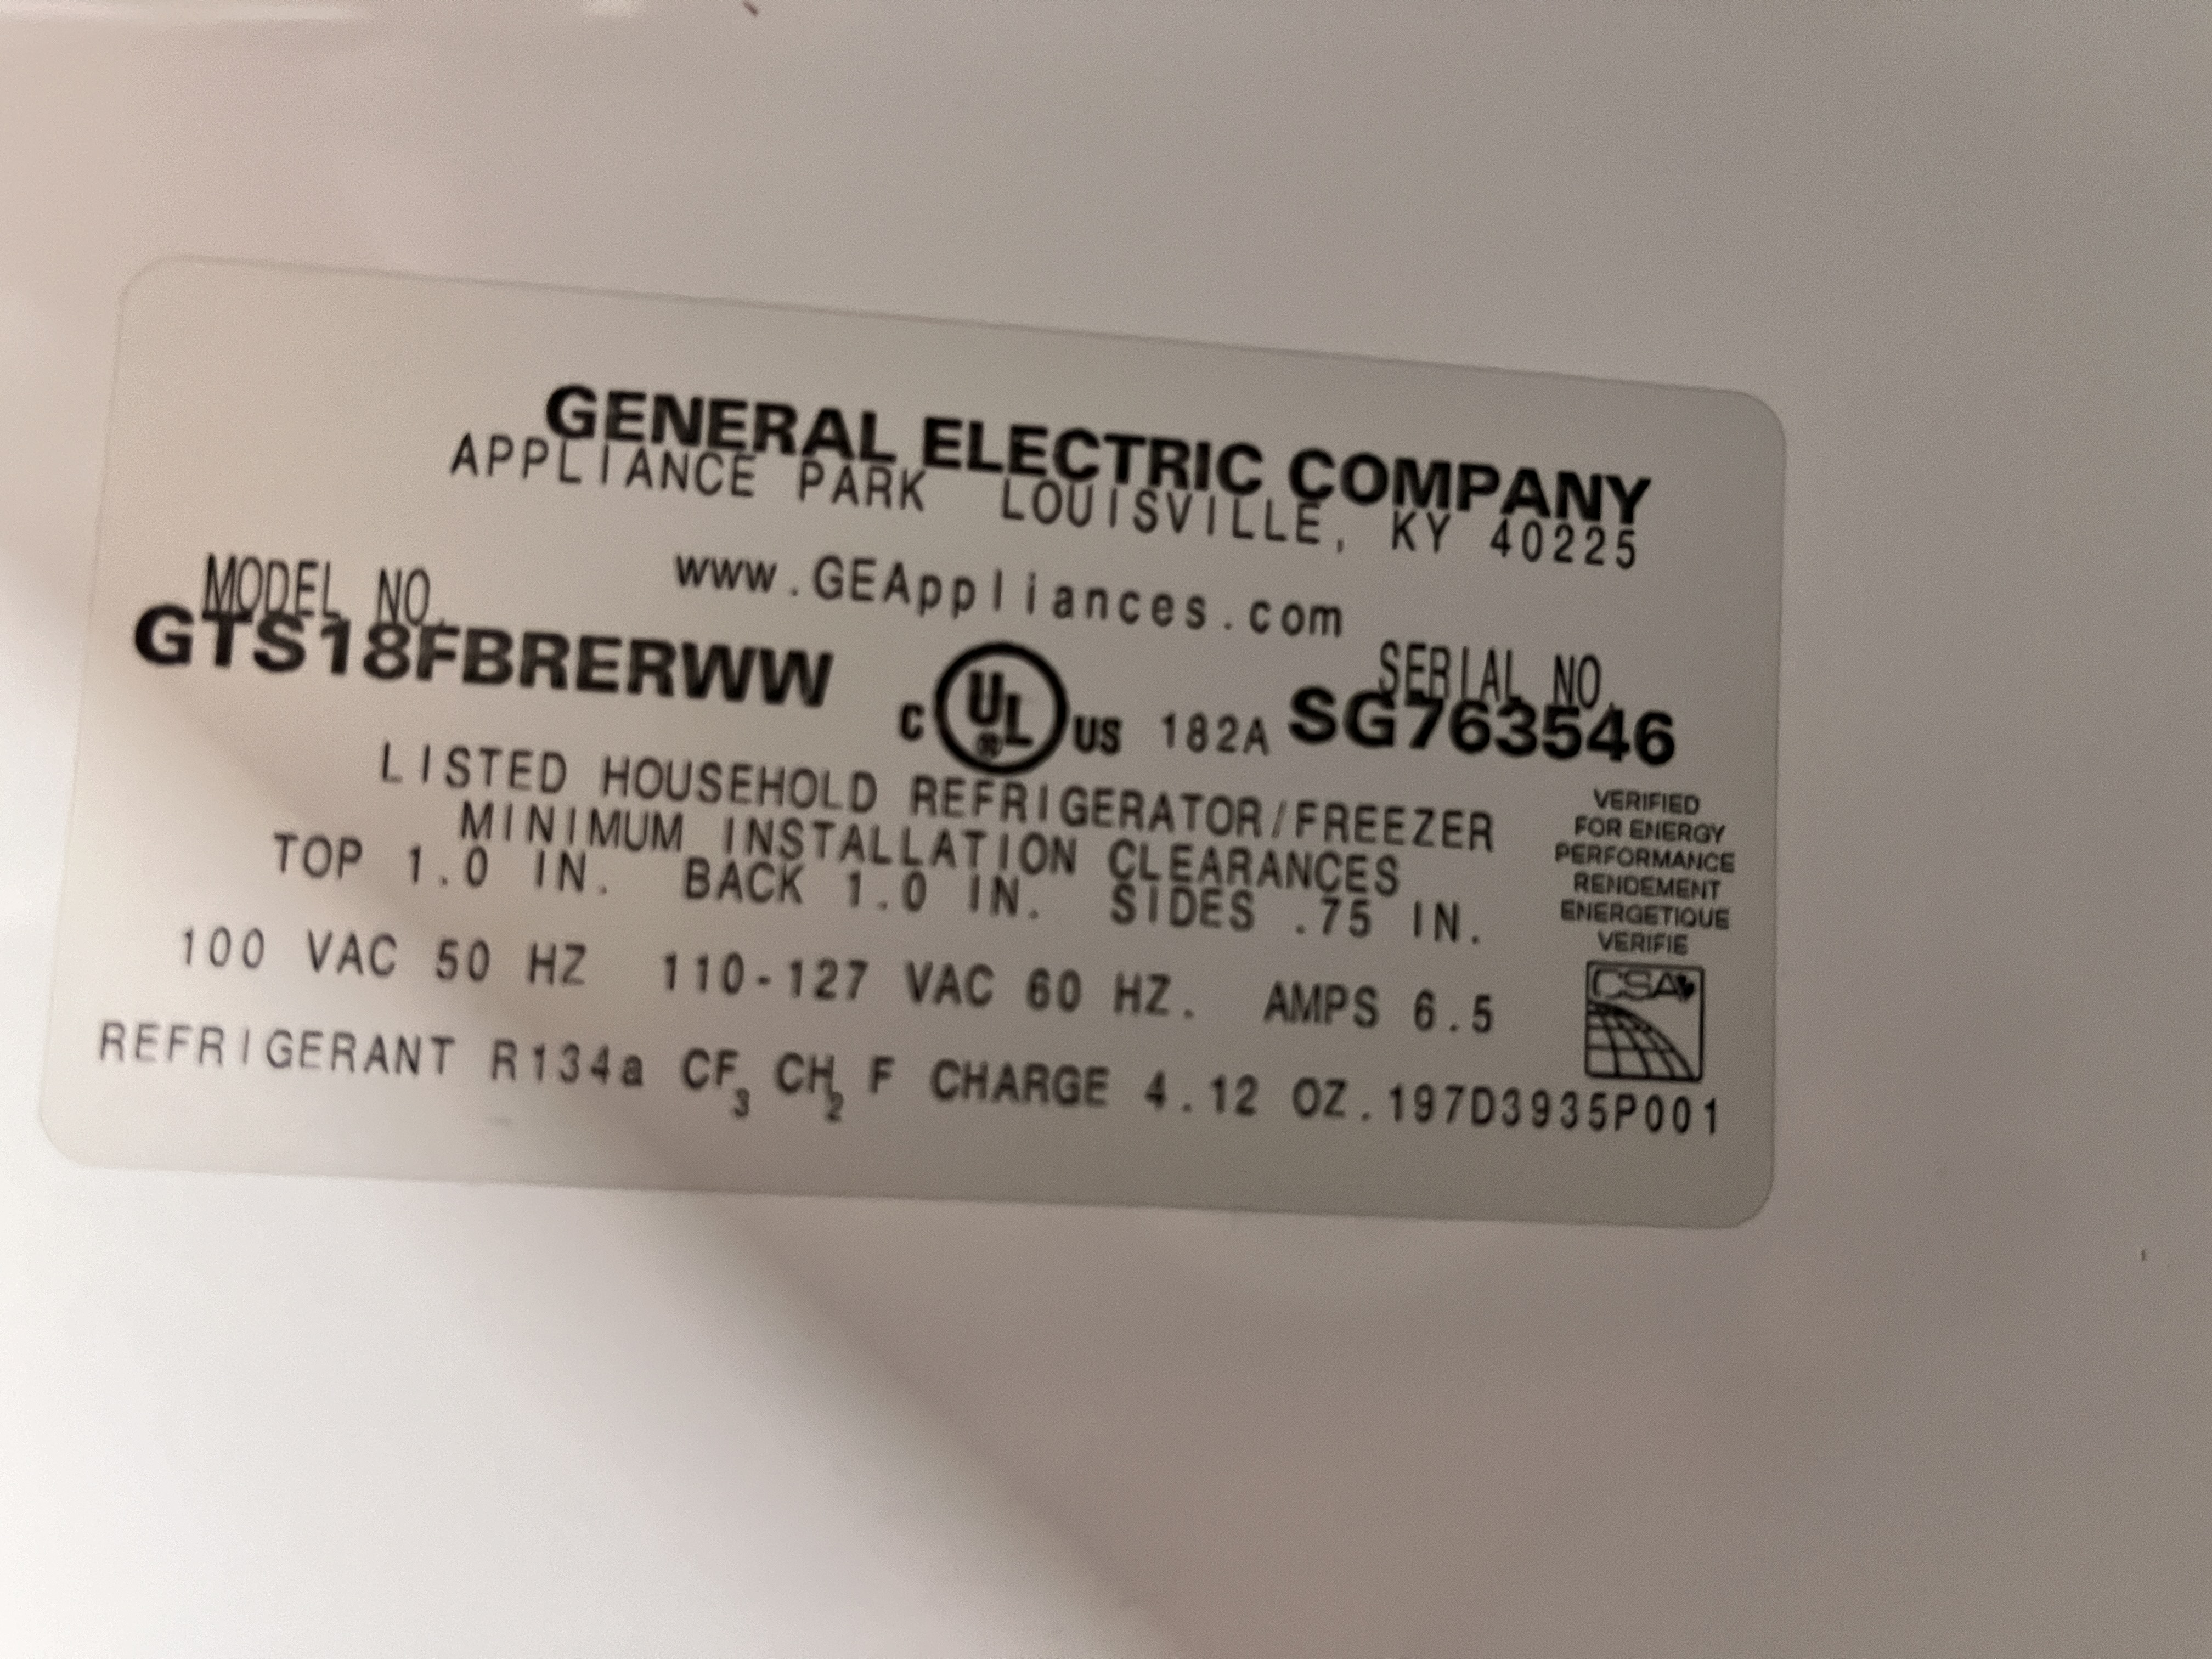 GENERAL ELECTRIC COMPANY
APPLIANCE PARK LOUISVILLE, KY 40225
www.GEAppliances.com
MODEL NO.
GTS18FBRERWW
C UL ® US 182A
SERIAL NO.
SG763546
LISTED HOUSEHOLD REFRIGERATOR/FREEZER
MINIMUM INSTALLATION CLEARANCES
TOP 1.0 IN. BACK 1.0 IN. SIDES .75 IN.
100 VAC 50 HZ 110-127 VAC 60 HZ. AMPS 6.5
REFRIGERANT R134a CF3 CH2 F CHARGE 4.12 OZ.197D3935P001
VERIFIED
FOR ENERGY
PERFORMANCE
RENDEMENT
ENERGETIQUE
VERIFIE
CSA